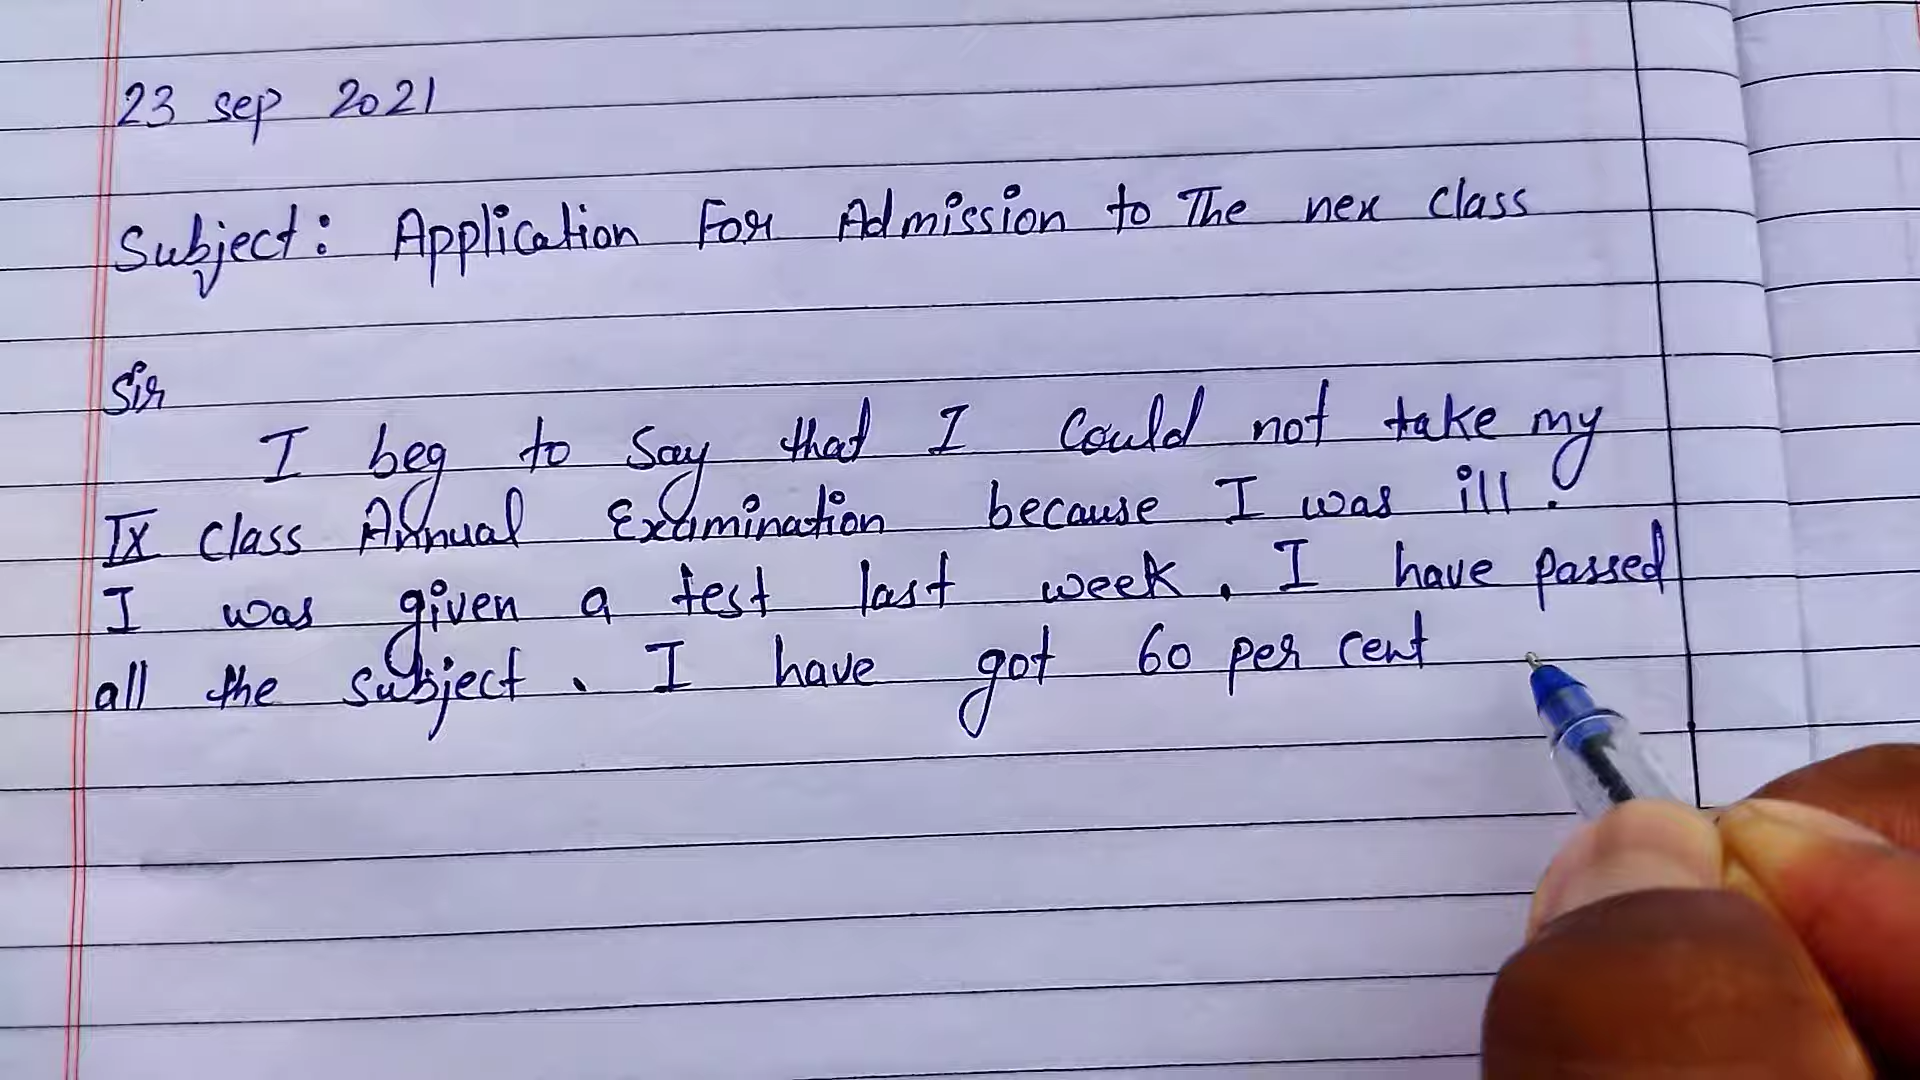 23 sep 2021
Subject: Application For Admission to The nex class
Sir
I beg to Say that I Could not take my
IX class Annual Examination because I was ill.
I was given a test last week. I have passed
all the subject. I have got 60 per cent